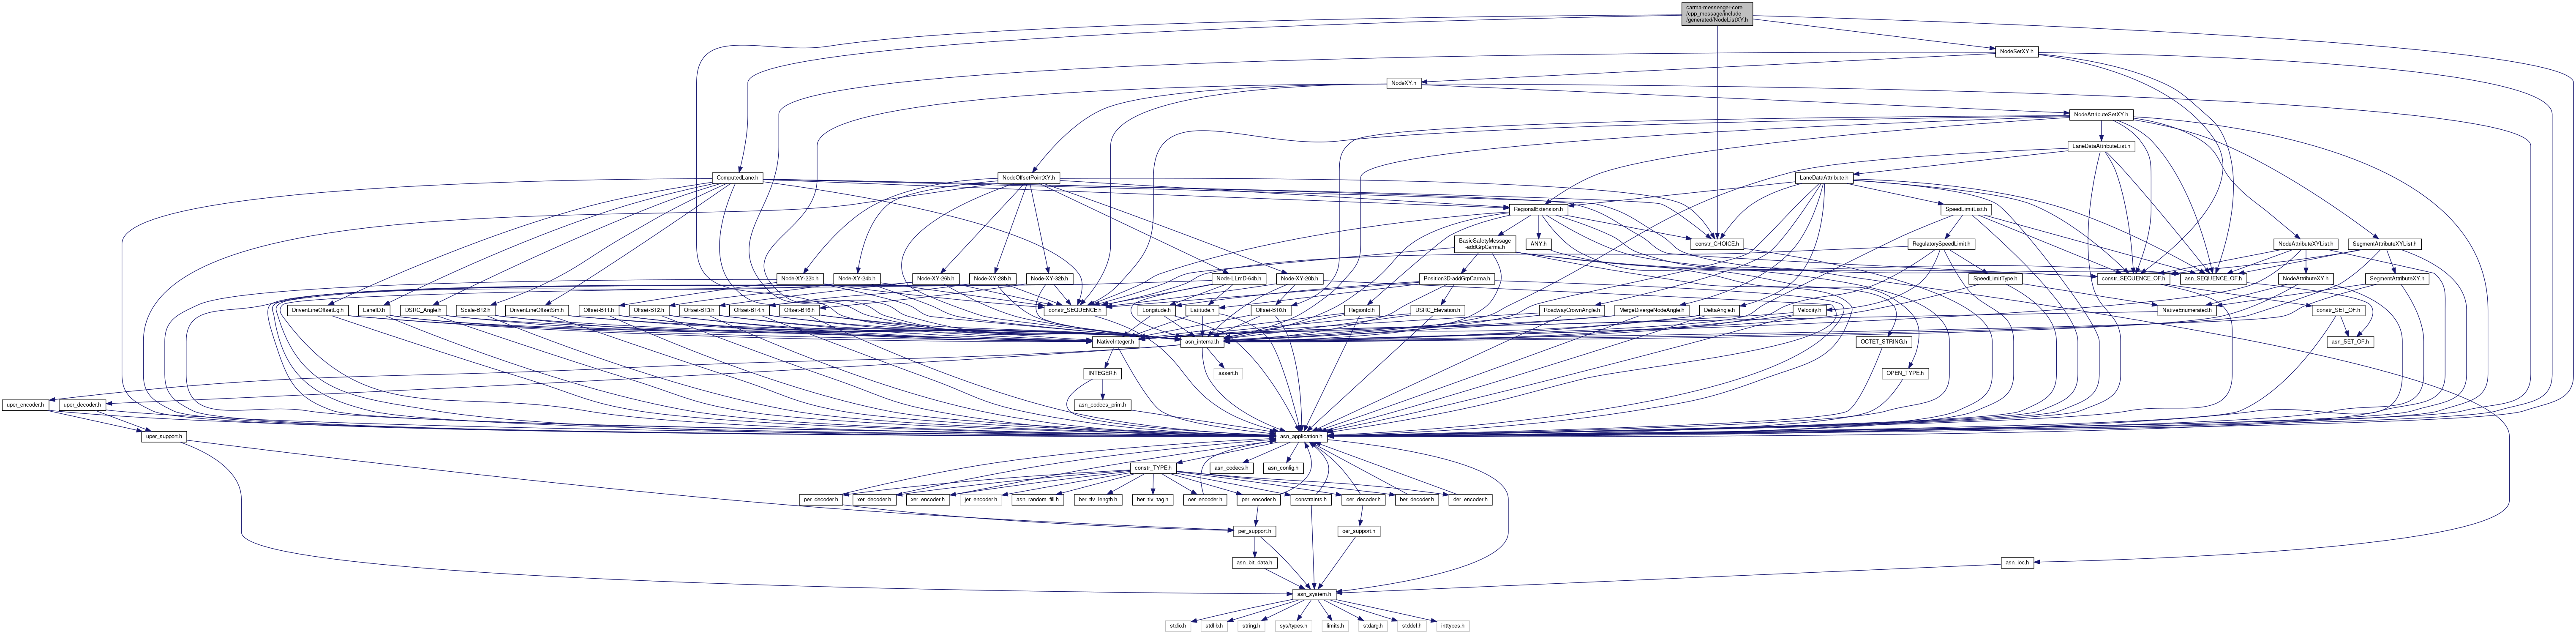 carma-messenger-core
/cpp_message/include
/generated/NodeListXY.h
NodeSetXY.h
NodeXY.h
NodeAttributeSetXY.h
LaneDataAttributeList.h
ComputedLane.h
NodeOffsetPointXY.h
LaneDataAttribute.h
RegionalExtension.h
SpeedLimitList.h
BasicSafetyMessage
-addGrpCarma.h
ANY.h
constr_CHOICE.h
RegulatorySpeedLimit.h
NodeAttributeXYList.h
SegmentAttributeXYList.h
Node-XY-22b.h
Node-XY-24b.h
Node-XY-26b.h
Node-XY-28b.h
Node-XY-32b.h
Node-LLmD-64b.h
Node-XY-20b.h
Position3D-addGrpCarma.h
SpeedLimitType.h
constr_SEQUENCE_OF.h
asn_SEQUENCE_OF.h
NodeAttributeXY.h
SegmentAttributeXY.h
DrivenLineOffsetLg.h
LaneID.h
DSRC_Angle.h
Scale-B12.h
DrivenLineOffsetSm.h
Offset-B11.h
Offset-B12.h
Offset-B13.h
Offset-B14.h
Offset-B16.h
constr_SEQUENCE.h
Longitude.h
Latitude.h
Offset-B10.h
RegionId.h
DSRC_Elevation.h
RoadwayCrownAngle.h
MergeDivergeNodeAngle.h
DeltaAngle.h
Velocity.h
NativeEnumerated.h
constr_SET_OF.h
NativeInteger.h
asn_internal.h
OCTET_STRING.h
asn_SET_OF.h
INTEGER.h
assert.h
OPEN_TYPE.h
uper_encoder.h
uper_decoder.h
asn_codecs_prim.h
uper_support.h
asn_application.h
constr_TYPE.h
asn_codecs.h
asn_config.h
per_decoder.h
xer_decoder.h
xer_encoder.h
jer_encoder.h
asn_random_fill.h
ber_tlv_length.h
ber_tlv_tag.h
oer_encoder.h
per_encoder.h
constraints.h
oer_decoder.h
ber_decoder.h
der_encoder.h
per_support.h
oer_support.h
asn_bit_data.h
asn_ioc.h
asn_system.h
stdio.h
stdlib.h
string.h
sys/types.h
limits.h
stdarg.h
stddef.h
inttypes.h